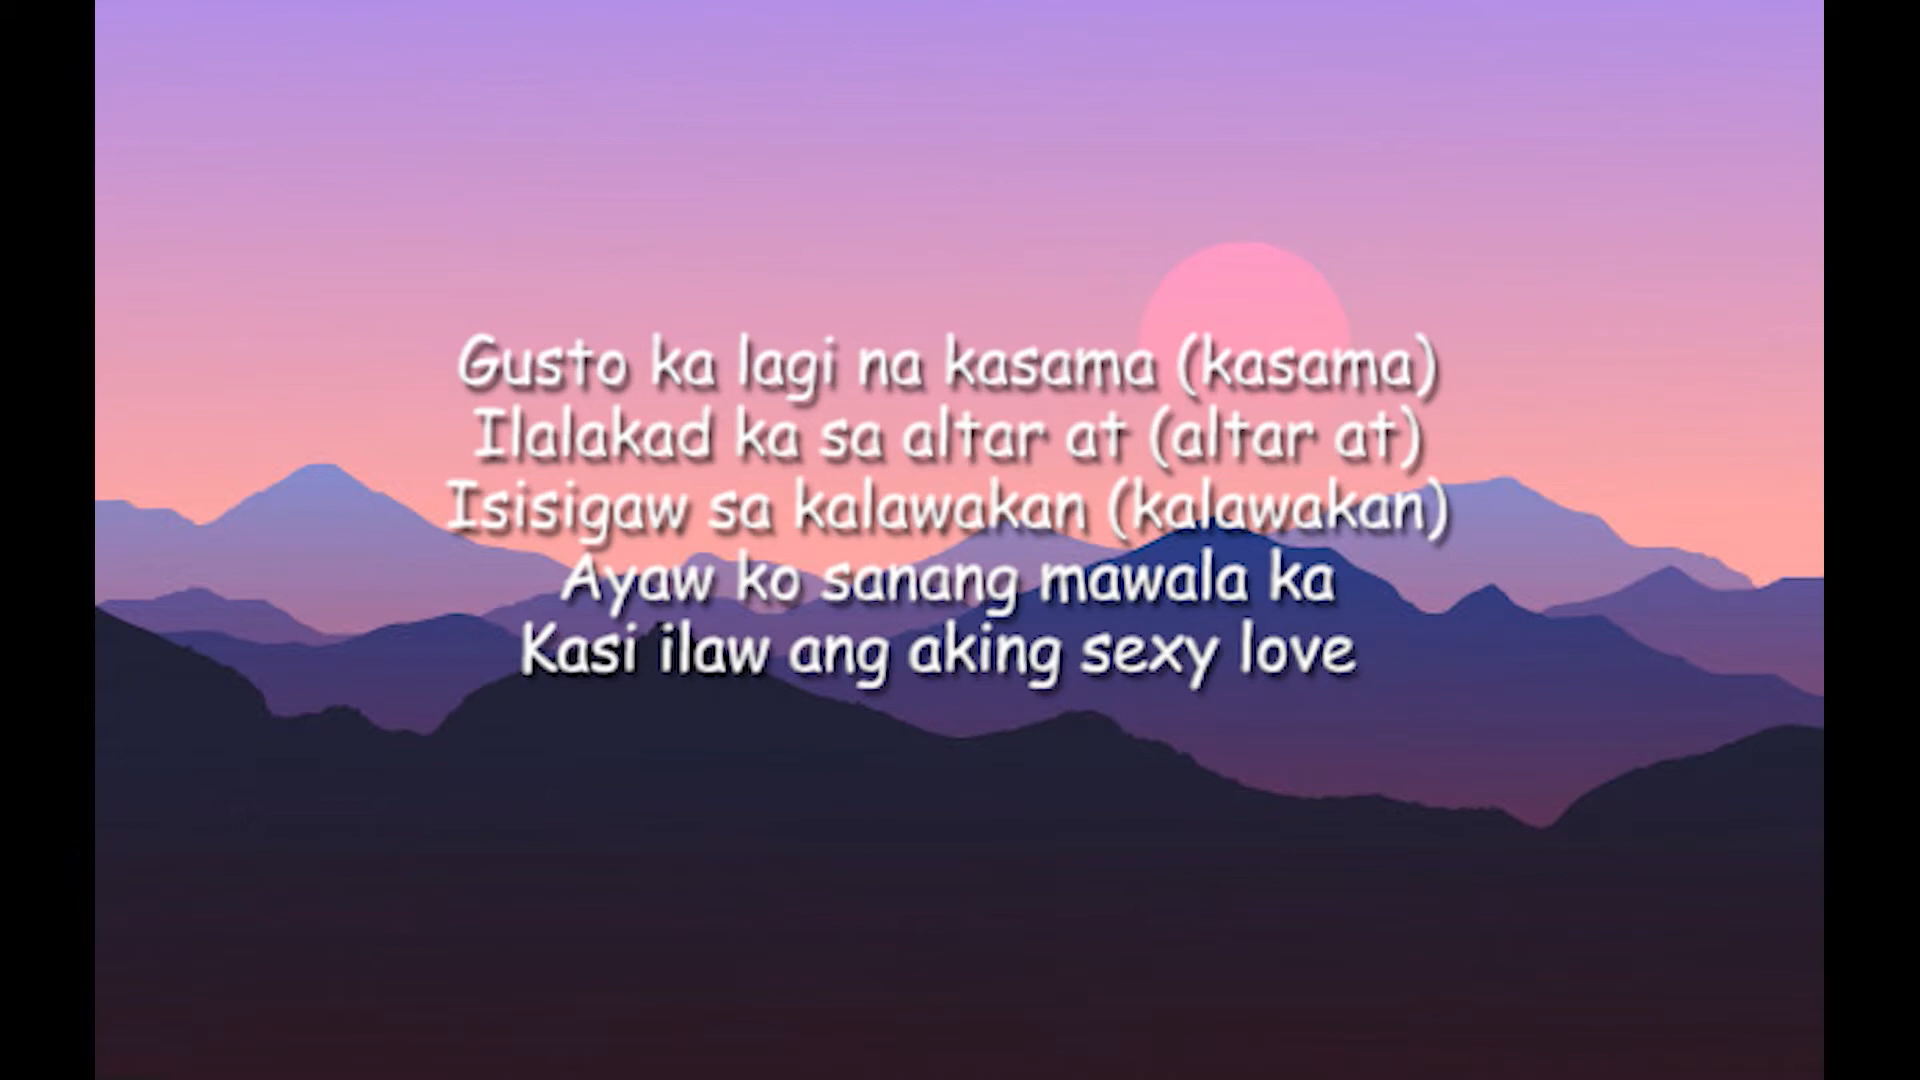 Gusto ka lagi na kasama (kasama)
Ilalakad ka sa altar at (altar at)
Isisigaw sa kalawakan (kalawakan)
Ayaw ko sanang mawala ka
Kasi ilaw ang aking sexy love